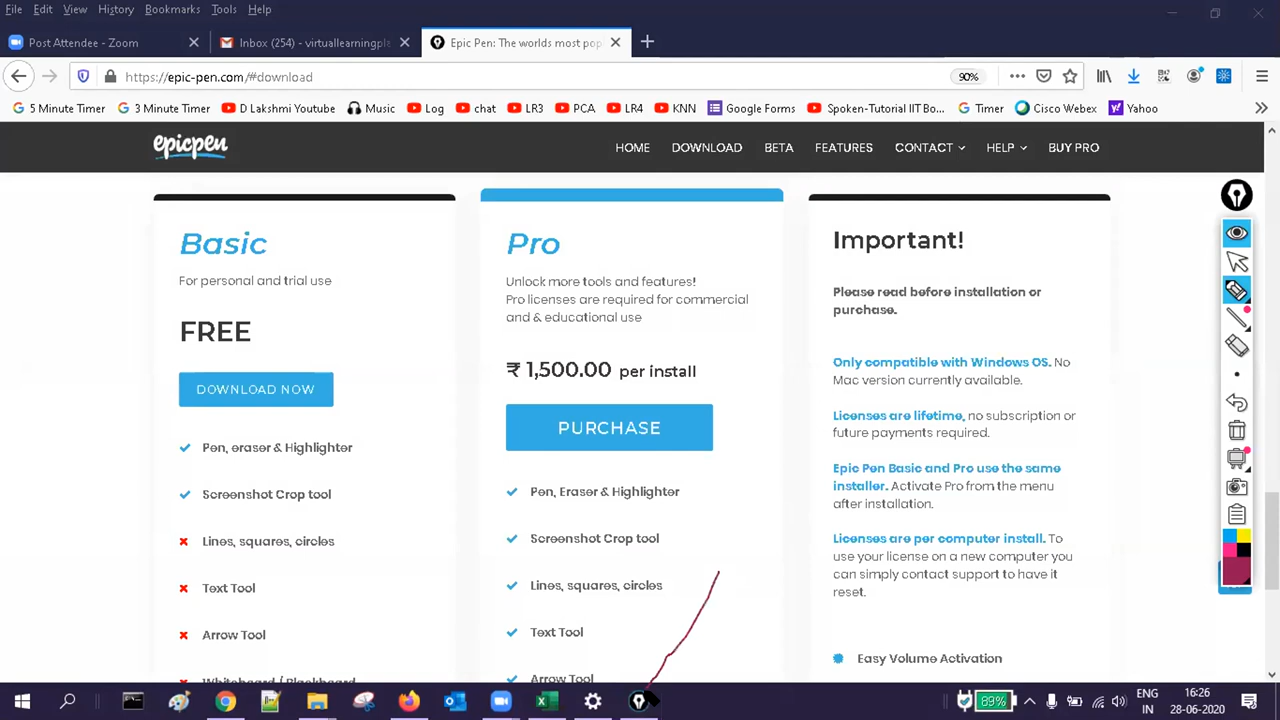 File Edit View History Bookmarks Tools Help
Post Attendee - Zoom
Inbox (254) - virtuallearningpla
Epic Pen: The worlds most pop
https://epic-pen.com/#download
90%
5 Minute Timer
3 Minute Timer
D Lakshmi Youtube
Music
Log
chat
LR3
PCA
LR4
KNN
Google Forms
Spoken-Tutorial IIT Bo...
Timer
Cisco Webex
Yahoo
epicpen
HOME DOWNLOAD BETA FEATURES CONTACT HELP BUY PRO
Basic
For personal and trial use
FREE
DOWNLOAD NOW
Pen, eraser & Highlighter
Screenshot Crop tool
Lines, squares, circles
Text Tool
Arrow Tool
Whiteboard / Blackboard
Pro
Unlock more tools and features!
Pro licenses are required for commercial
and & educational use
₹ 1,500.00 per install
PURCHASE
Pen, Eraser & Highlighter
Screenshot Crop tool
Lines, squares, circles
Text Tool
Arrow Tool
Important!
Please read before installation or
purchase.
Only compatible with Windows OS. No
Mac version currently available.
Licenses are lifetime, no subscription or
future payments required.
Epic Pen Basic and Pro use the same
installer. Activate Pro from the menu
after installation.
Licenses are per computer install. To
use your license on a new computer you
can simply contact support to have it
reset.
Easy Volume Activation
89%
ENG
IN
16:26
28-06-2020